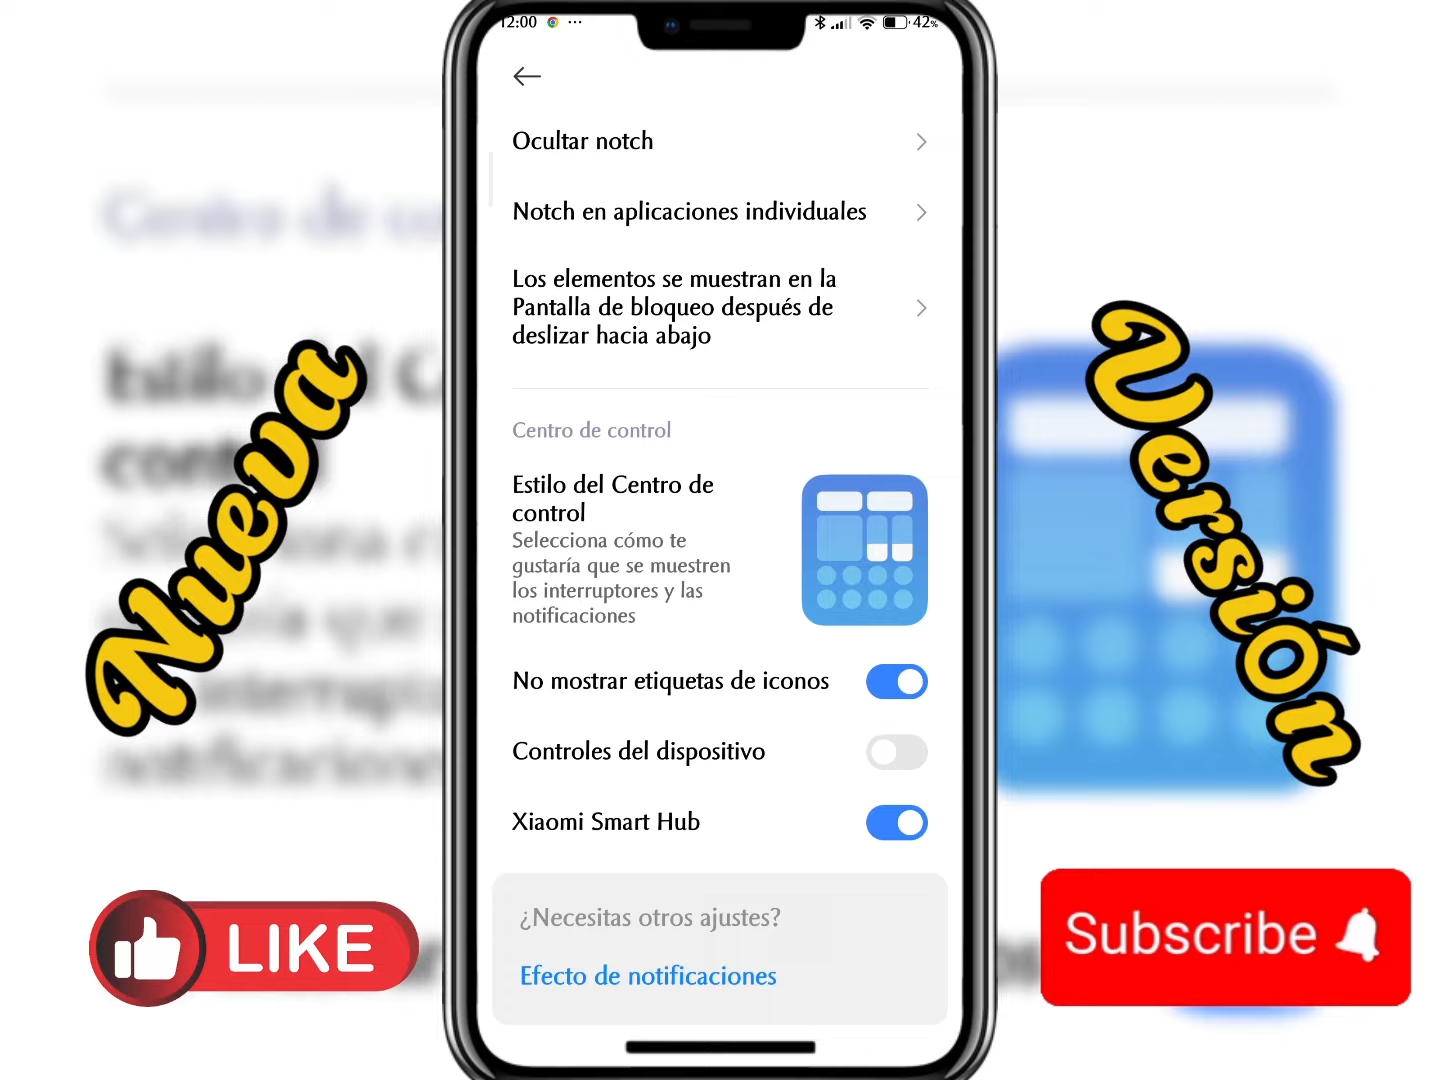 12:00
42%
Ocultar notch
Notch en aplicaciones individuales
Los elementos se muestran en la
Pantalla de bloqueo después de
deslizar hacia abajo
Centro de control
Estilo del Centro de
control
Selecciona cómo te
gustaría que se muestren
los interruptores y las
notificaciones
No mostrar etiquetas de iconos
Controles del dispositivo
Xiaomi Smart Hub
¿Necesitas otros ajustes?
Efecto de notificaciones
Nueva
Versión
LIKE
Subscribe